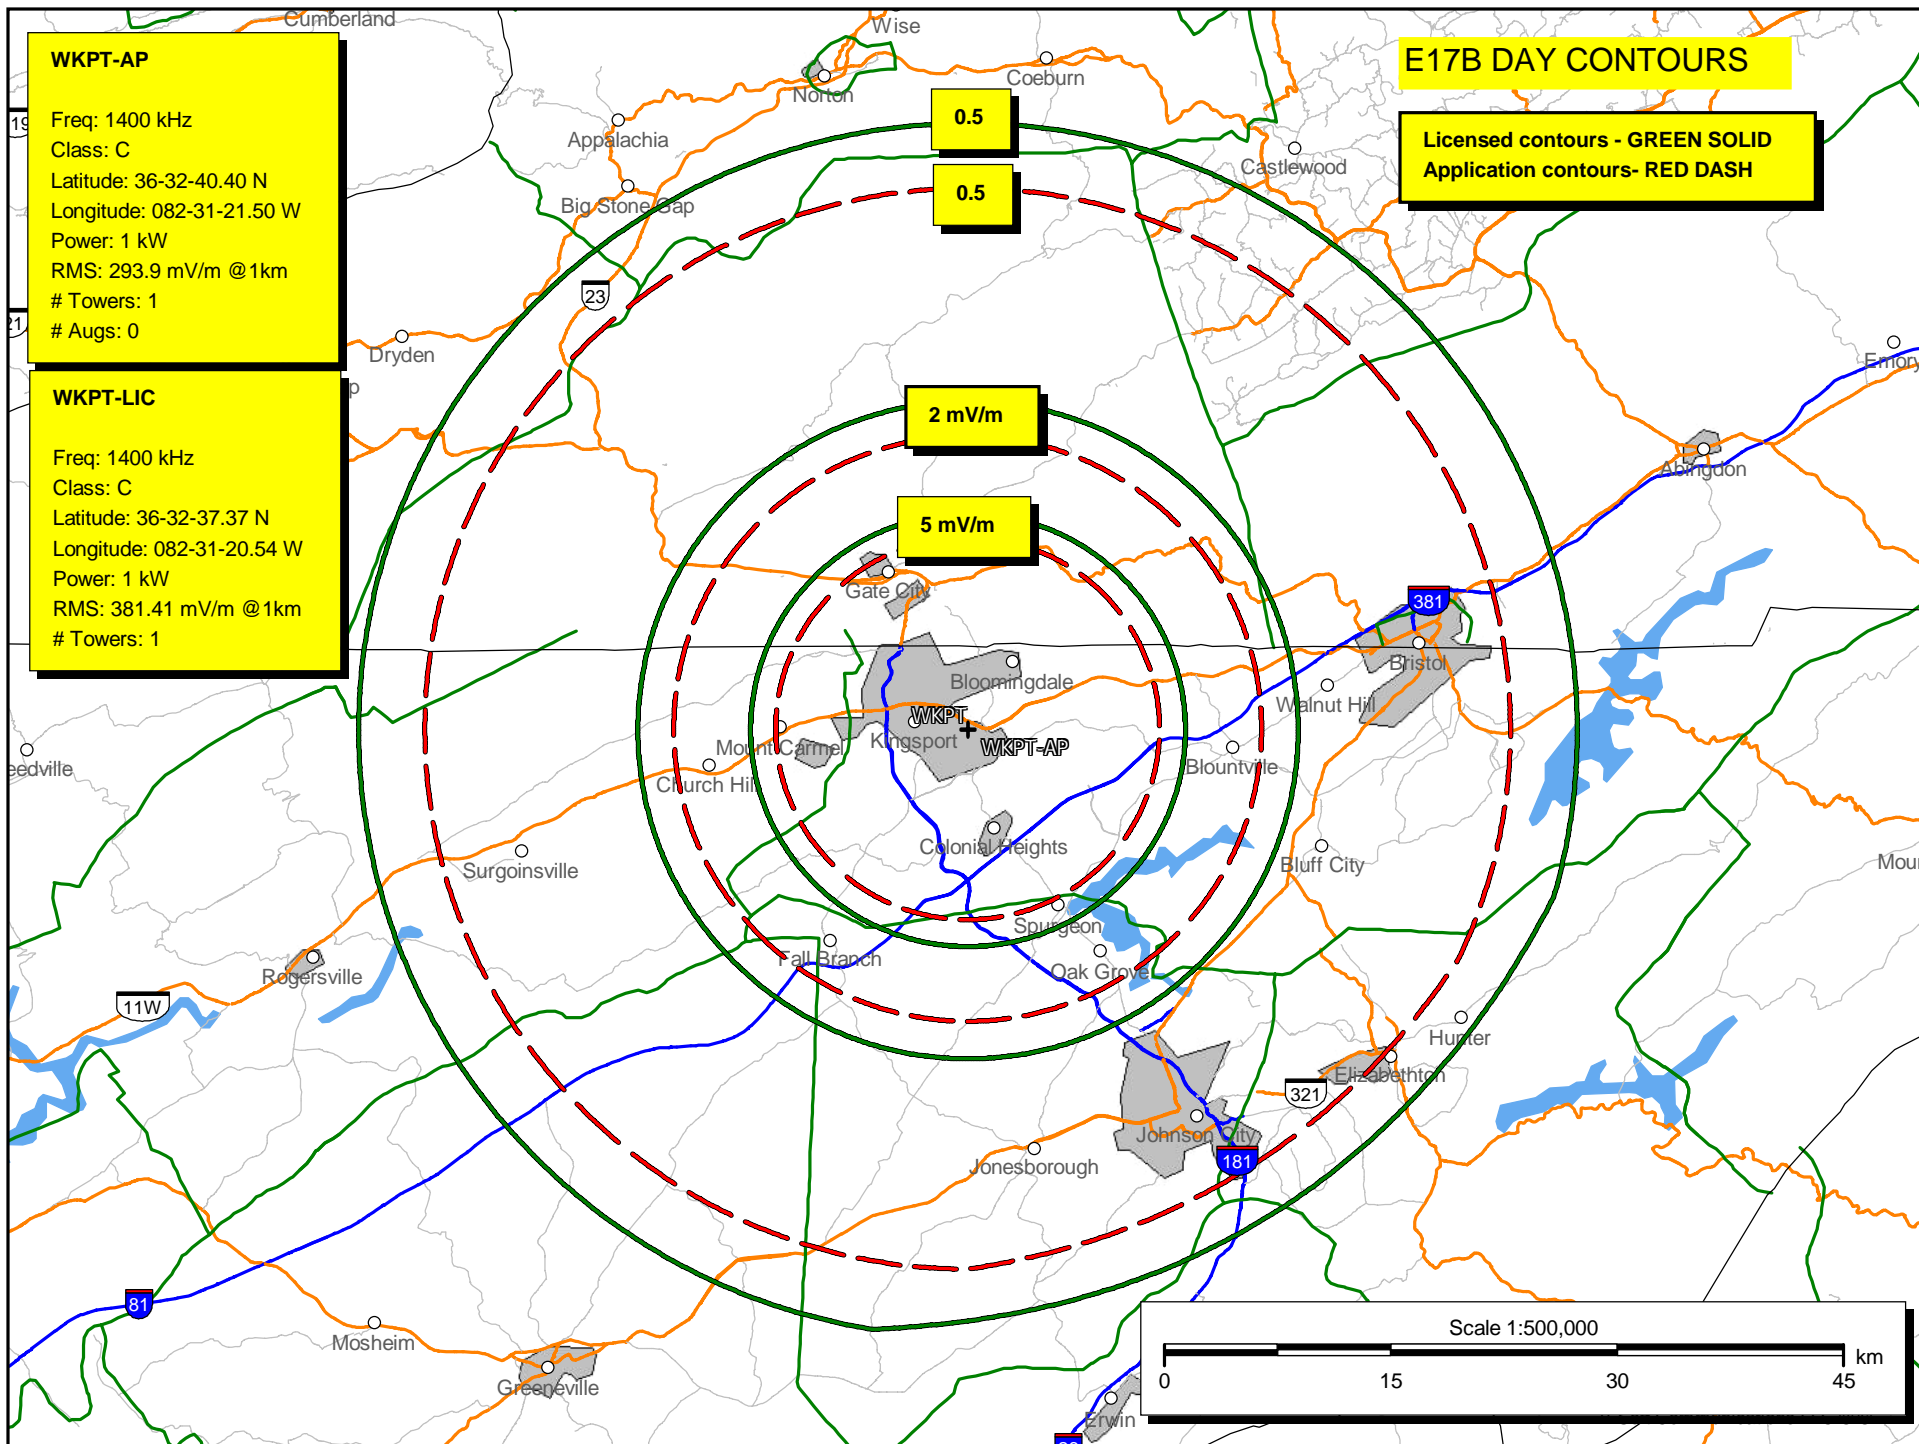 Cumberland
Wise
WKPT-AP
Freq: 1400 kHz
Class: C
Latitude: 36-32-40.40 N
Longitude: 082-31-21.50 W
Power: 1 kW
RMS: 293.9 mV/m @1km
# Towers: 1
# Augs: 0
WKPT-LIC
Freq: 1400 kHz
Class: C
Latitude: 36-32-37.37 N
Longitude: 082-31-20.54 W
Power: 1 kW
RMS: 381.41 mV/m @1km
# Towers: 1
E17B DAY CONTOURS
Licensed contours - GREEN SOLID
Application contours- RED DASH
Norton
Coeburn
0.5
Appalachia
Castlewood
0.5
Big Stone Gap
23
Dryden
Emory
2 mV/m
Abingdon
5 mV/m
Gate City
381
Bristol
Bloomingdale
Walnut Hill
WKPT
Kingsport
WKPT-AP
Mount Carmel
Church Hill
Blountville
eedville
Colonial Heights
Bluff City
Surgoinsville
Mour
Spurgeon
Fall Branch
Oak Grove
Rogersville
11W
Hunter
Elizabethton
321
Johnson City
181
Jonesborough
81
Mosheim
Greeneville
Erwin
Scale 1:500,000
km
0 15 30 45